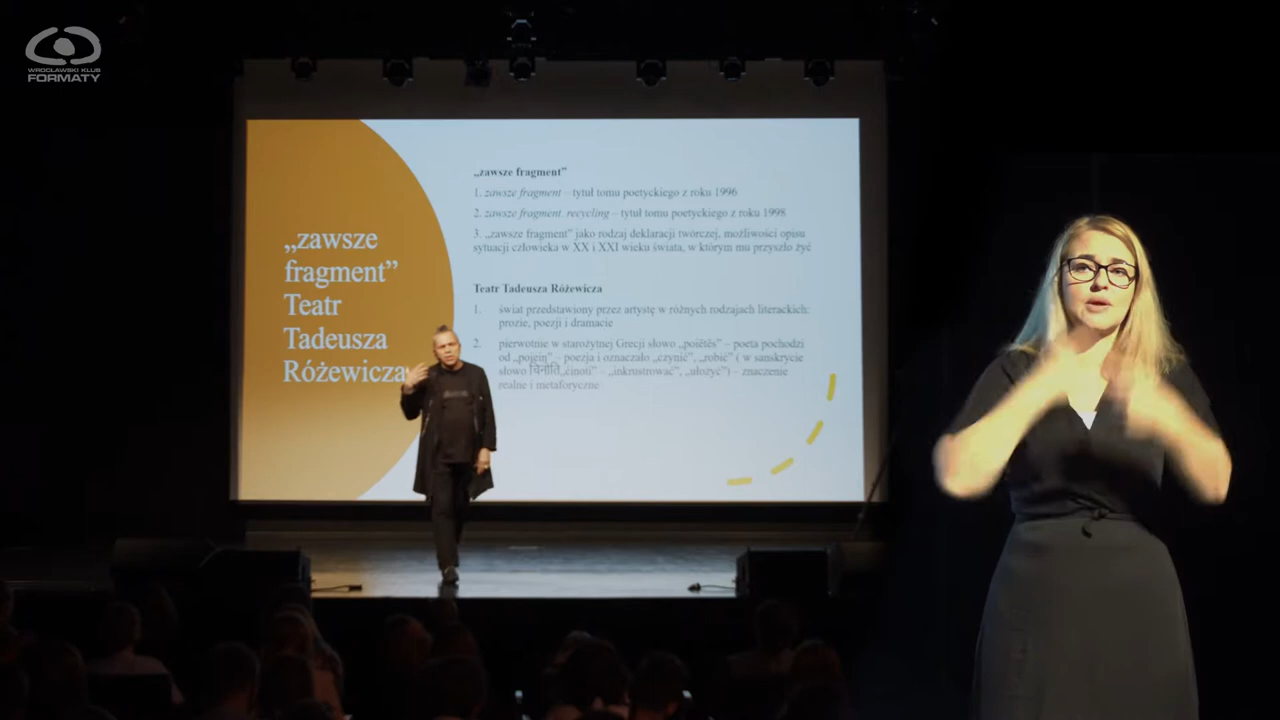 WROCŁAWSKI KLUB
FORMATY
„zawsze
fragment”
Teatr
Tadeusza
Różewicza
„zawsze fragment”
1. zawsze fragment – tytuł tomu poetyckiego z roku 1996
2. zawsze fragment. recycling – tytuł tomu poetyckiego z roku 1998
3. „zawsze fragment” jako rodzaj deklaracji twórczej, możliwości opisu
sytuacji człowieka w XX i XXI wieku świata, w którym mu przyszło żyć
Teatr Tadeusza Różewicza
1. świat przedstawiony przez artystę w różnych rodzajach literackich:
prozie, poezji i dramacie
2. pierwotnie w starożytnej Grecji słowo „poiētēs” – poeta pochodzi
od „pojein” – poezja i oznaczało „czynić”, „robić” ( w sanskrycie
słowo चिनोति „ćinoti” – „inkrustrować”, „ułożyć”) – znaczenie
realne i metaforyczne